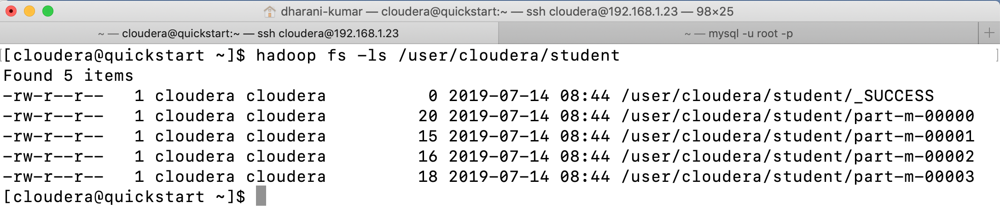 dharani-kumar — cloudera@quickstart:~ — ssh cloudera@192.168.1.23 — 98×25
~ — cloudera@quickstart:~ — ssh cloudera@192.168.1.23
~ — mysql -u root -p
[cloudera@quickstart ~]$ hadoop fs -ls /user/cloudera/student
Found 5 items
-rw-r--r--   1 cloudera cloudera          0 2019-07-14 08:44 /user/cloudera/student/_SUCCESS
-rw-r--r--   1 cloudera cloudera         20 2019-07-14 08:44 /user/cloudera/student/part-m-00000
-rw-r--r--   1 cloudera cloudera         15 2019-07-14 08:44 /user/cloudera/student/part-m-00001
-rw-r--r--   1 cloudera cloudera         16 2019-07-14 08:44 /user/cloudera/student/part-m-00002
-rw-r--r--   1 cloudera cloudera         18 2019-07-14 08:44 /user/cloudera/student/part-m-00003
[cloudera@quickstart ~]$